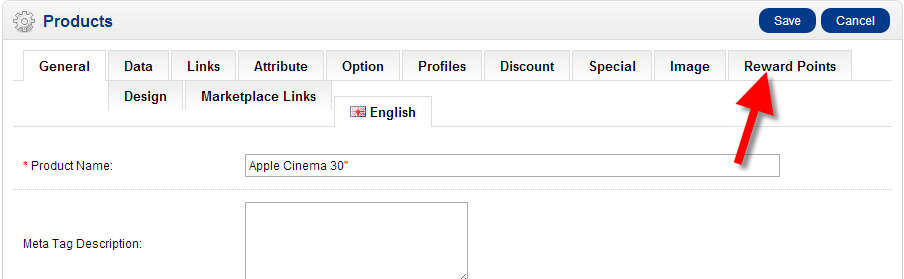 Products Save Cancel
General Data Links Attribute Option Profiles Discount Special Image Reward Points
Design Marketplace Links
English
* Product Name: Apple Cinema 30"
Meta Tag Description: